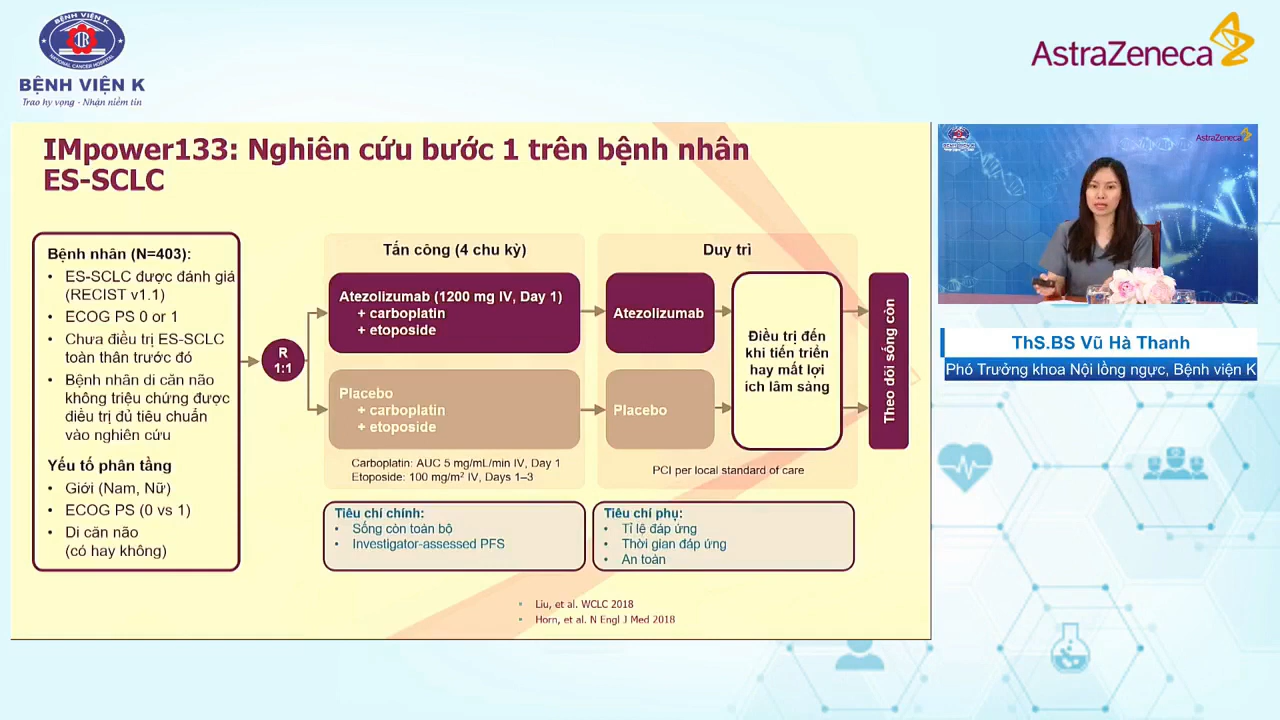 BỆNH VIỆN K
NATIONAL CANCER HOSPITAL
BỆNH VIỆN K
Trao hy vọng - Nhận niềm tin
AstraZeneca
IMpower133: Nghiên cứu bước 1 trên bệnh nhân
ES-SCLC
Bệnh nhân (N=403):
• ES-SCLC được đánh giá
(RECIST v1.1)
• ECOG PS 0 or 1
• Chưa điều trị ES-SCLC
toàn thân trước đó
• Bệnh nhân di căn não
không triệu chứng được
điều trị đủ tiêu chuẩn
vào nghiên cứu
Yếu tố phân tầng
• Giới (Nam, Nữ)
• ECOG PS (0 vs 1)
• Di căn não
(có hay không)
R
1:1
Tấn công (4 chu kỳ)
Atezolizumab (1200 mg IV, Day 1)
+ carboplatin
+ etoposide
Placebo
+ carboplatin
+ etoposide
Carboplatin: AUC 5 mg/mL/min IV, Day 1
Etoposide: 100 mg/m² IV, Days 1–3
Duy trì
Atezolizumab
Placebo
Điều trị đến
khi tiến triển
hay mất lợi
ích lâm sàng
PCI per local standard of care
Theo dõi sống còn
Tiêu chí chính:
• Sống còn toàn bộ
• Investigator-assessed PFS
Tiêu chí phụ:
• Tỉ lệ đáp ứng
• Thời gian đáp ứng
• An toàn
Liu, et al. WCLC 2018
Horn, et al. N Engl J Med 2018
AstraZeneca
ThS.BS Vũ Hà Thanh
Phó Trưởng khoa Nội lồng ngực, Bệnh viện K